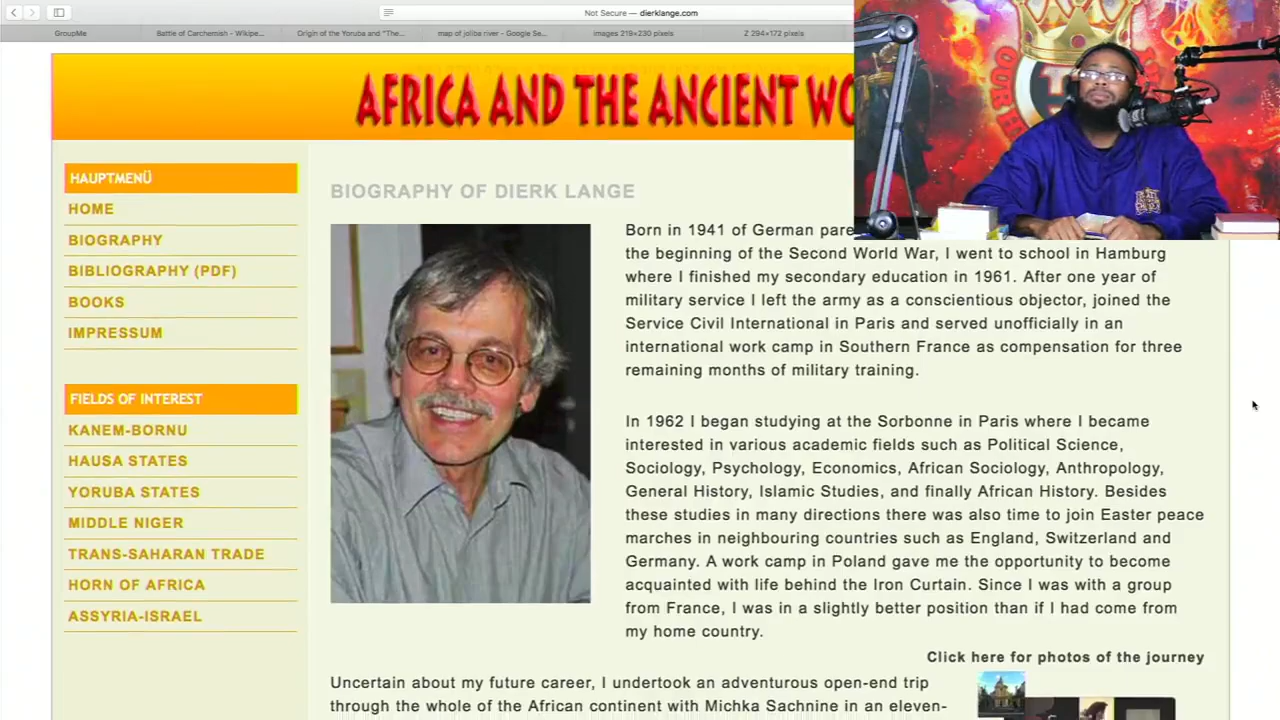 Not Secure — dierklange.com
GroupMe
Battle of Carchemish - Wikipe...
Origin of the Yoruba and "The...
map of joliba river - Google Se...
images 219×230 pixels
Z 294×172 pixels
AFRICA AND THE ANCIENT WO
HAUPTMENÜ
HOME
BIOGRAPHY
BIBLIOGRAPHY (PDF)
BOOKS
IMPRESSUM
FIELDS OF INTEREST
KANEM-BORNU
HAUSA STATES
YORUBA STATES
MIDDLE NIGER
TRANS-SAHARAN TRADE
HORN OF AFRICA
ASSYRIA-ISRAEL
BIOGRAPHY OF DIERK LANGE
Born in 1941 of German pare
the beginning of the Second World War, I went to school in Hamburg
where I finished my secondary education in 1961. After one year of
military service I left the army as a conscientious objector, joined the
Service Civil International in Paris and served unofficially in an
international work camp in Southern France as compensation for three
remaining months of military training.
In 1962 I began studying at the Sorbonne in Paris where I became
interested in various academic fields such as Political Science,
Sociology, Psychology, Economics, African Sociology, Anthropology,
General History, Islamic Studies, and finally African History. Besides
these studies in many directions there was also time to join Easter peace
marches in neighbouring countries such as England, Switzerland and
Germany. A work camp in Poland gave me the opportunity to become
acquainted with life behind the Iron Curtain. Since I was with a group
from France, I was in a slightly better position than if I had come from
my home country.
Click here for photos of the journey
Uncertain about my future career, I undertook an adventurous open-end trip
through the whole of the African continent with Michka Sachnine in an eleven-
OUR